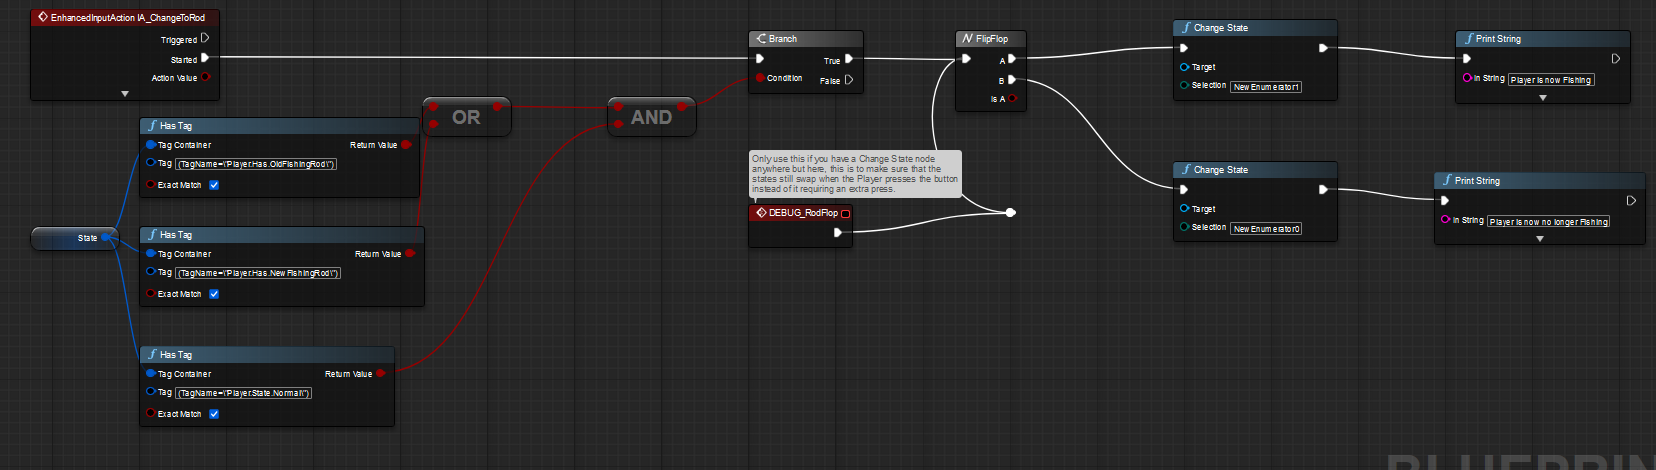 EnhancedInputAction IA_ChangeToRod
Triggered
Started
Action Value
Has Tag
Tag Container
Return Value
Tag (TagName=\"Player.Has.OldFishingRod\")
Exact Match
State
Has Tag
Tag Container
Return Value
Tag (TagName=\"Player.Has.NewFishingRod\")
Exact Match
Has Tag
Tag Container
Return Value
Tag (TagName=\"Player.State.Normal\")
Exact Match
OR
AND
Branch
True
Condition
False
Only use this if you have a Change State node
anywhere but here, this is to make sure that the
states still swap when the Player presses the button
instead of it requiring an extra press.
DEBUG_RodFlop
FlipFlop
A
B
Is A
Change State
Target
Selection NewEnumerator1
Print String
In String Player is now Fishing
Change State
Target
Selection NewEnumerator0
Print String
In String Player is now no longer Fishing